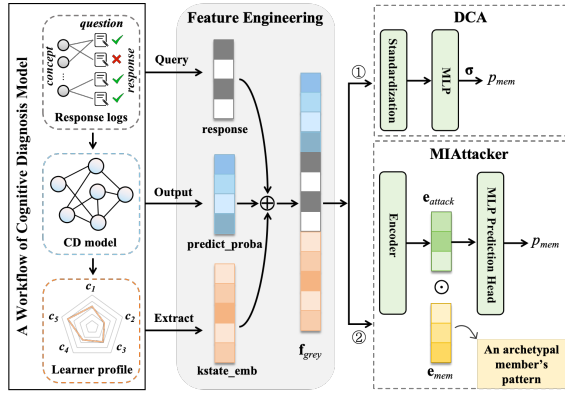 A Workflow of Cognitive Diagnosis Model
question
concept
response
Response logs
CD model
c1
c2
c3
c4
c5
Learner profile
Query
Output
Extract
Feature Engineering
response
predict_proba
kstate_emb
f_grey
①
②
DCA
Standardization
MLP
σ
p_mem
MIAttacker
Encoder
e_attack
e_mem
MLP Prediction Head
p_mem
An archetypal
member's
pattern